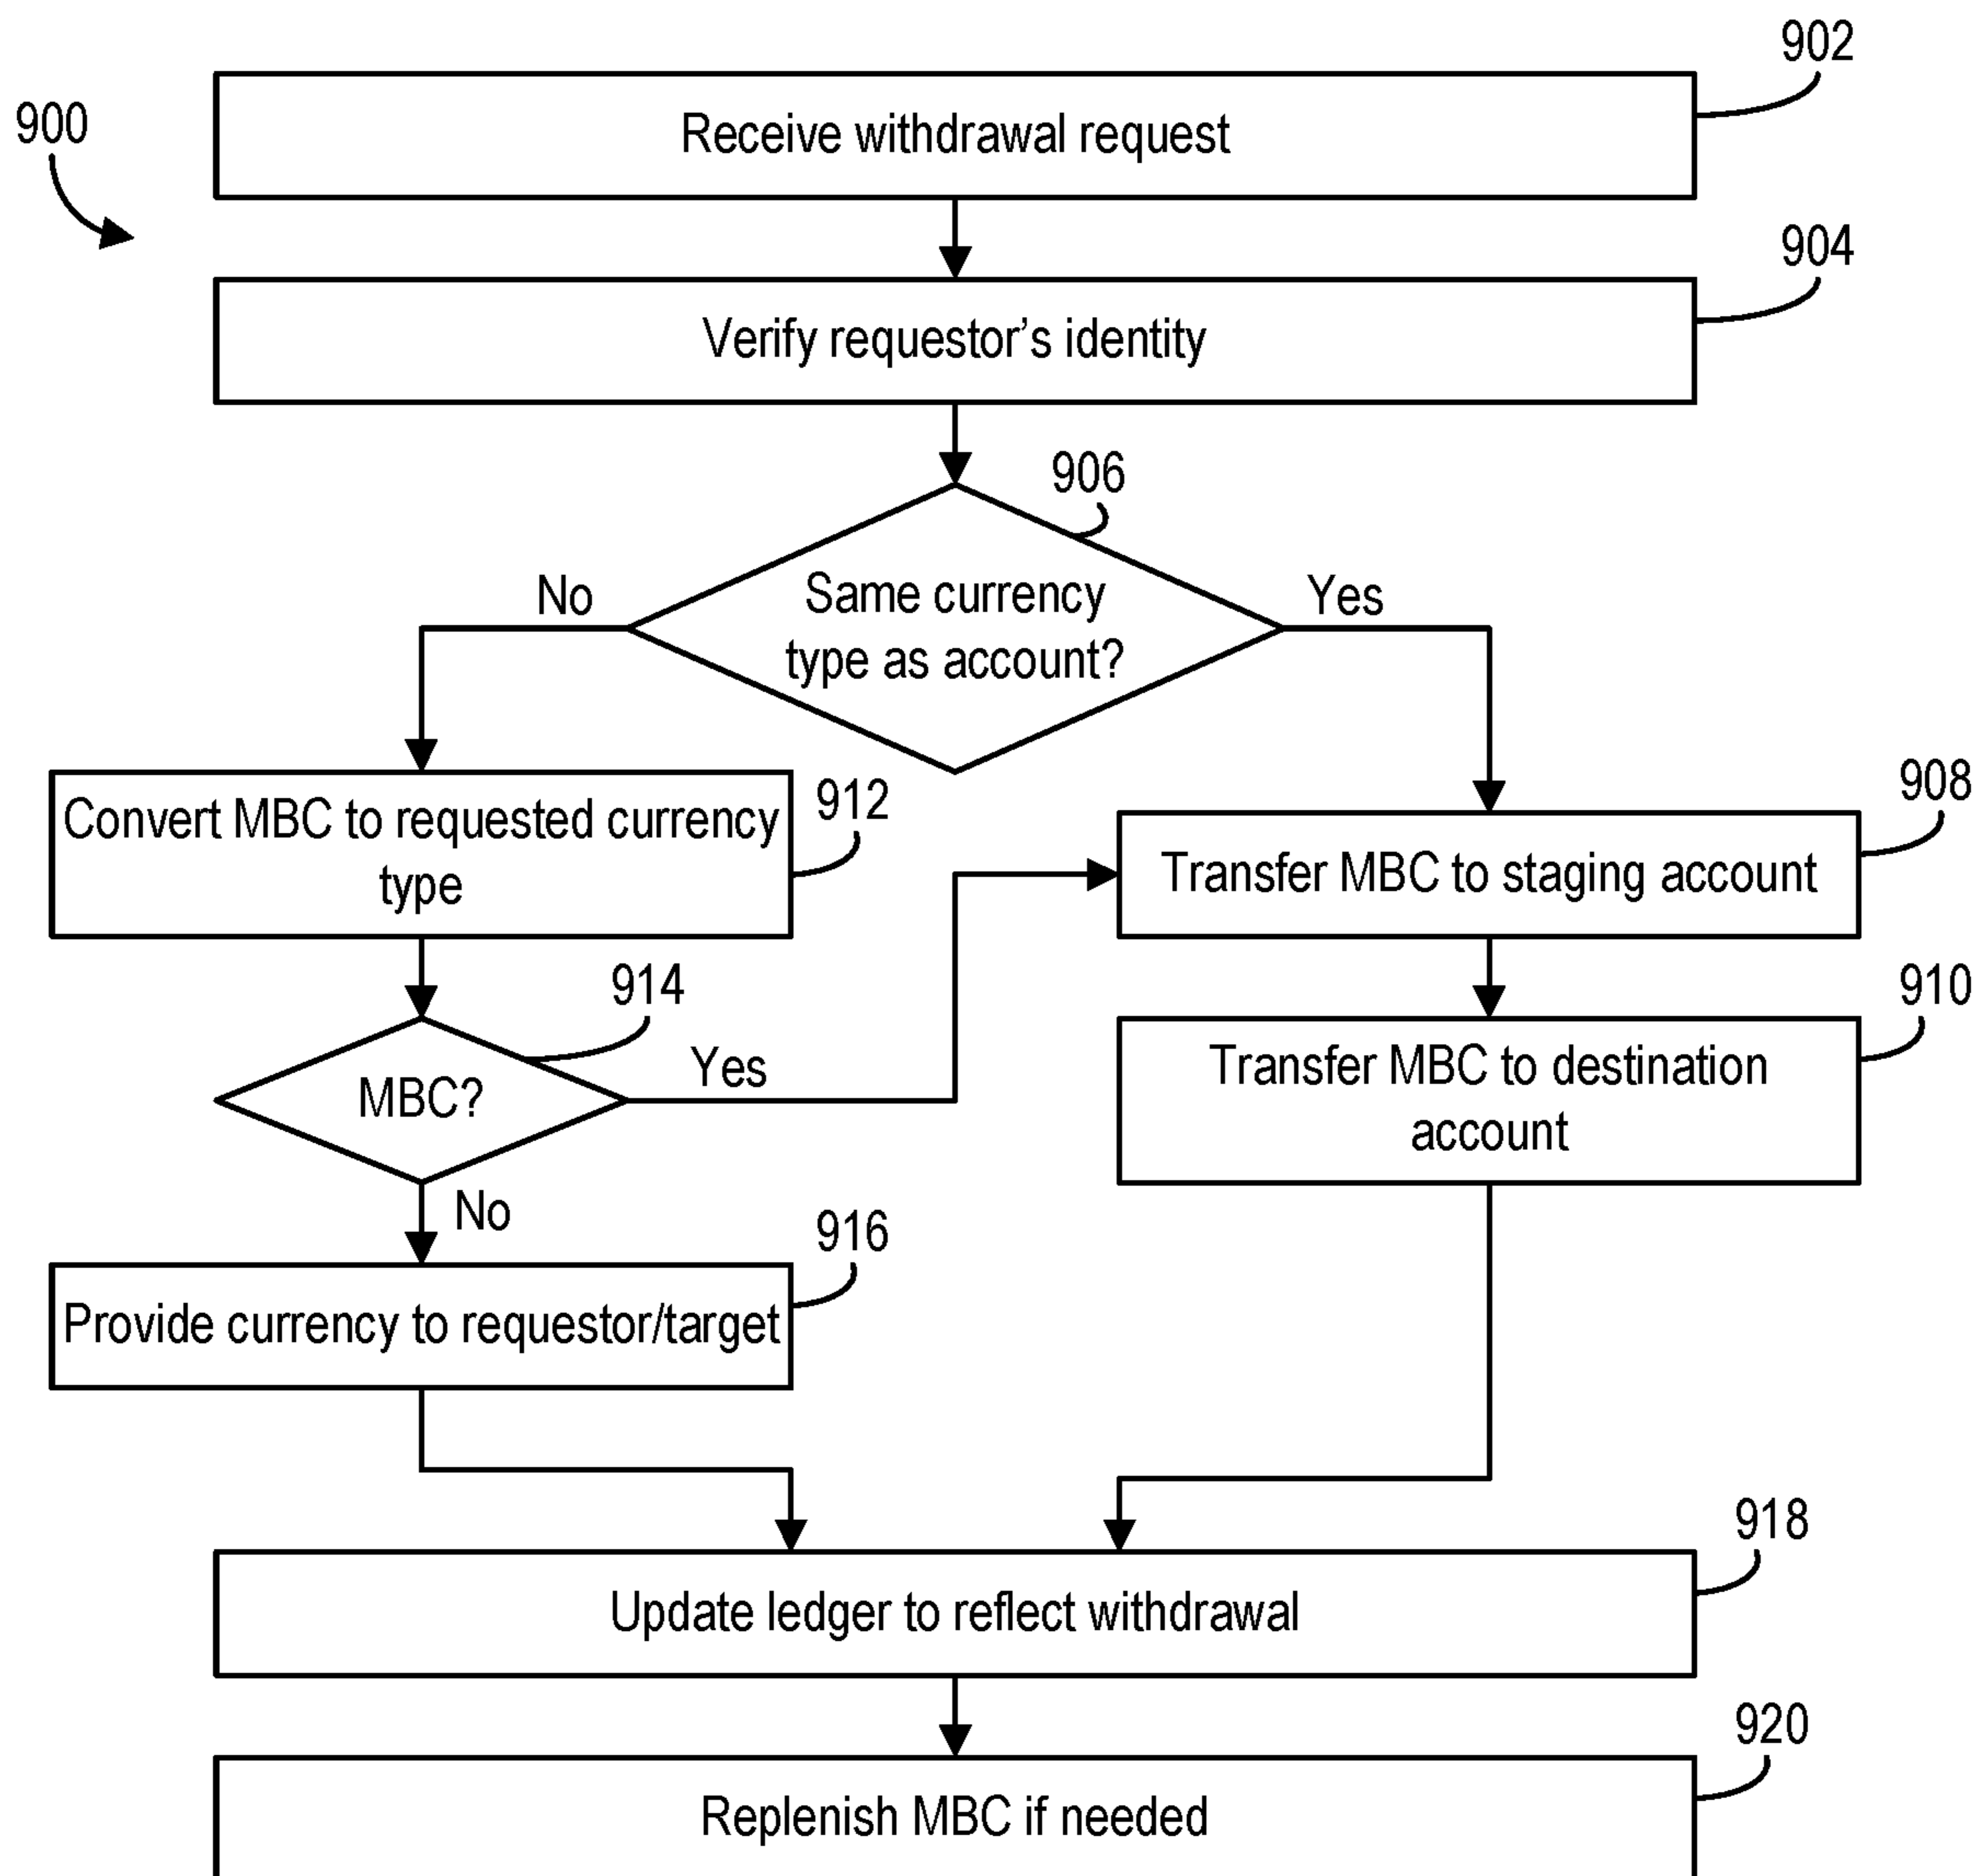 902
900
Receive withdrawal request
904
Verify requestor’s identity
906
No
Same currency
type as account?
Yes
912
Convert MBC to requested currency
type
908
Transfer MBC to staging account
914
MBC?
Yes
No
910
Transfer MBC to destination
account
916
Provide currency to requestor/target
918
Update ledger to reflect withdrawal
920
Replenish MBC if needed